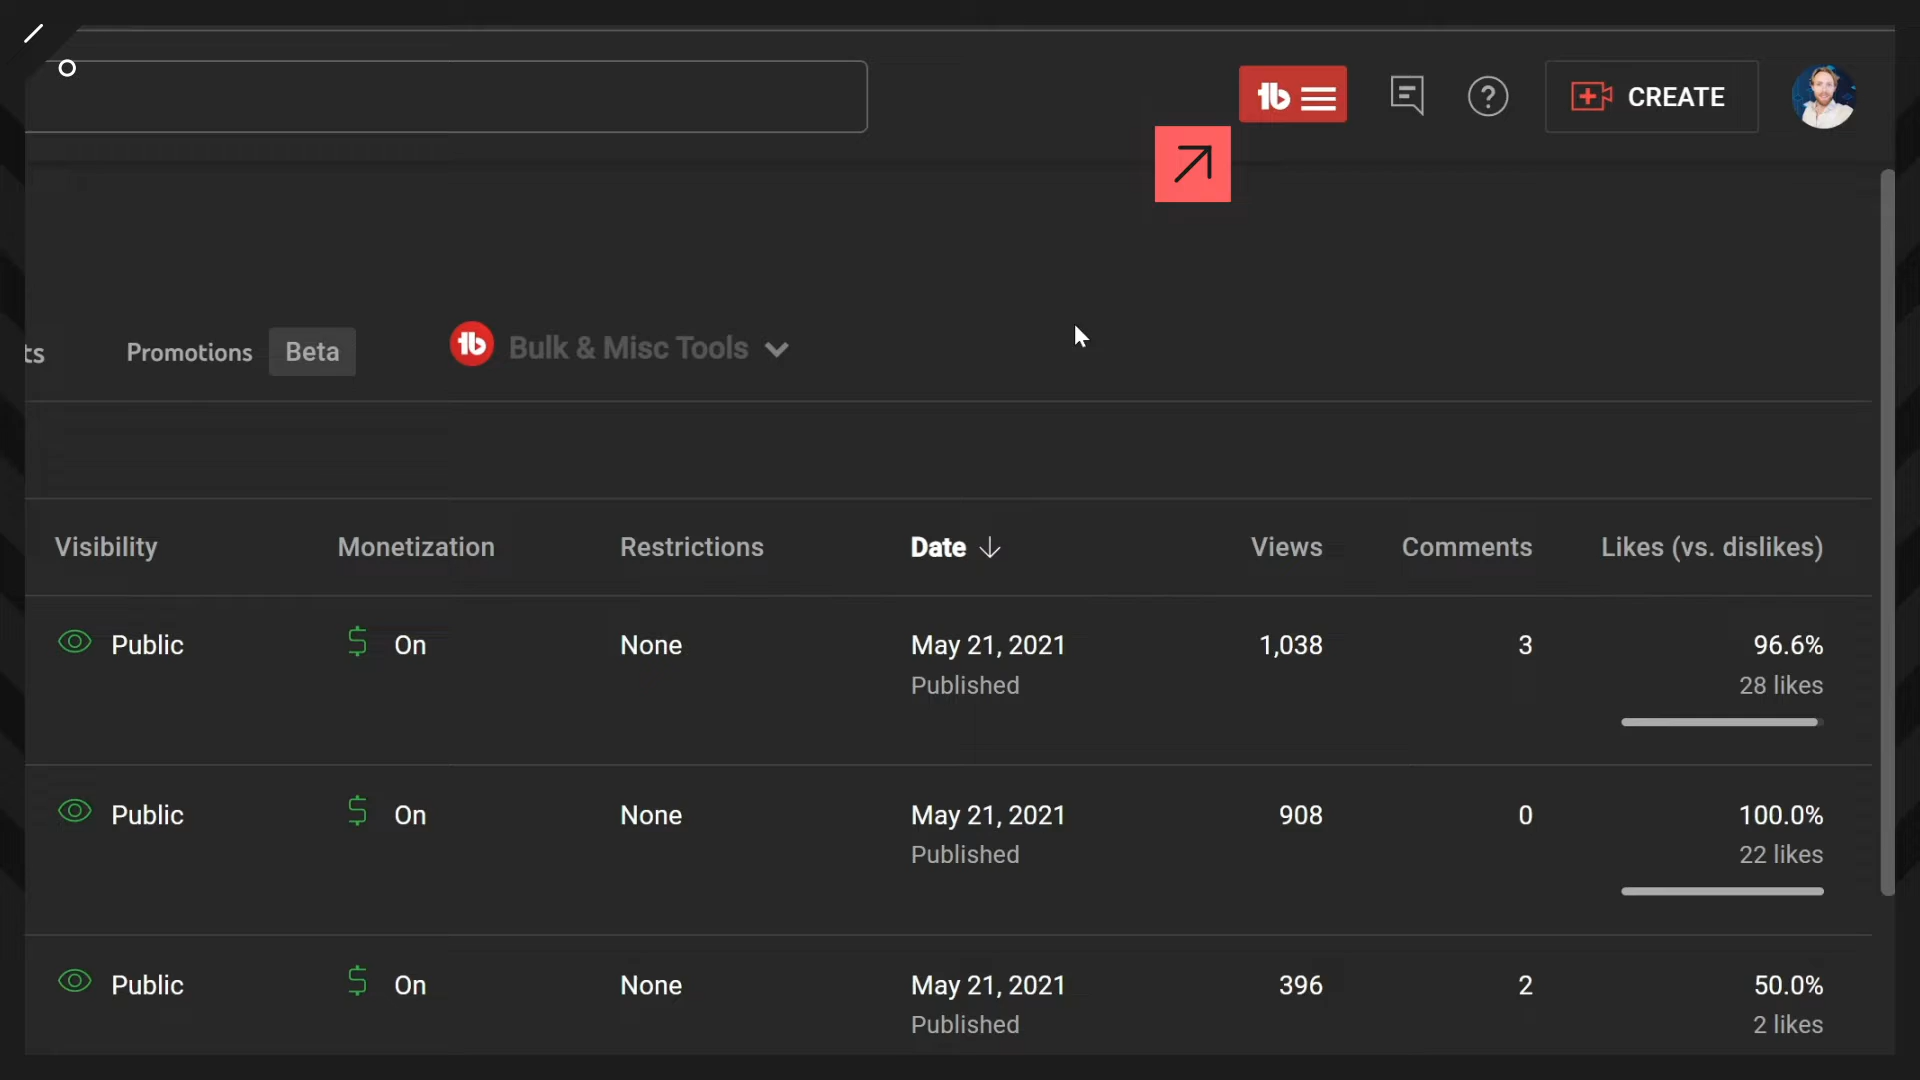 CREATE
ts
Promotions
Beta
Bulk & Misc Tools
Visibility Monetization Restrictions Date Views Comments Likes (vs. dislikes)
Public On None May 21, 2021 1,038 3 96.6%
Published 28 likes
Public On None May 21, 2021 908 0 100.0%
Published 22 likes
Public On None May 21, 2021 396 2 50.0%
Published 2 likes